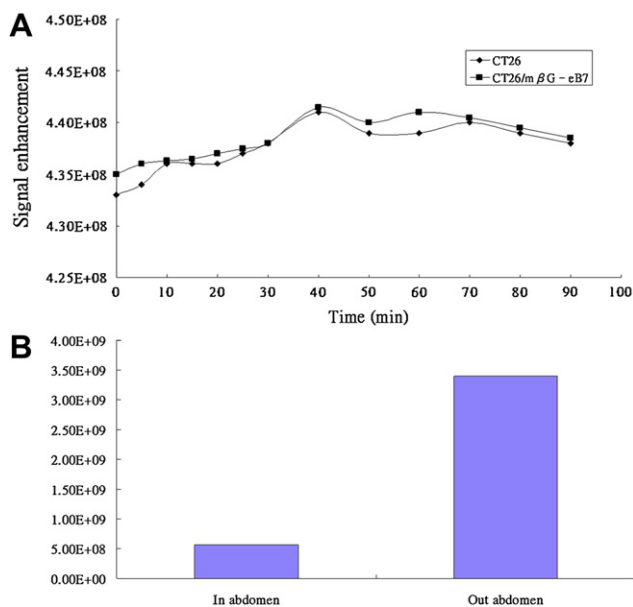 A
4.50E+08
4.45E+08
4.40E+08
4.35E+08
4.30E+08
4.25E+08
Signal enhancement
CT26
CT26/m βG - eB7
0 10 20 30 40 50 60 70 80 90 100
Time (min)
B
4.00E+09
3.50E+09
3.00E+09
2.50E+09
2.00E+09
1.50E+09
1.00E+09
5.00E+08
0.00E+00
In abdomen Out abdomen